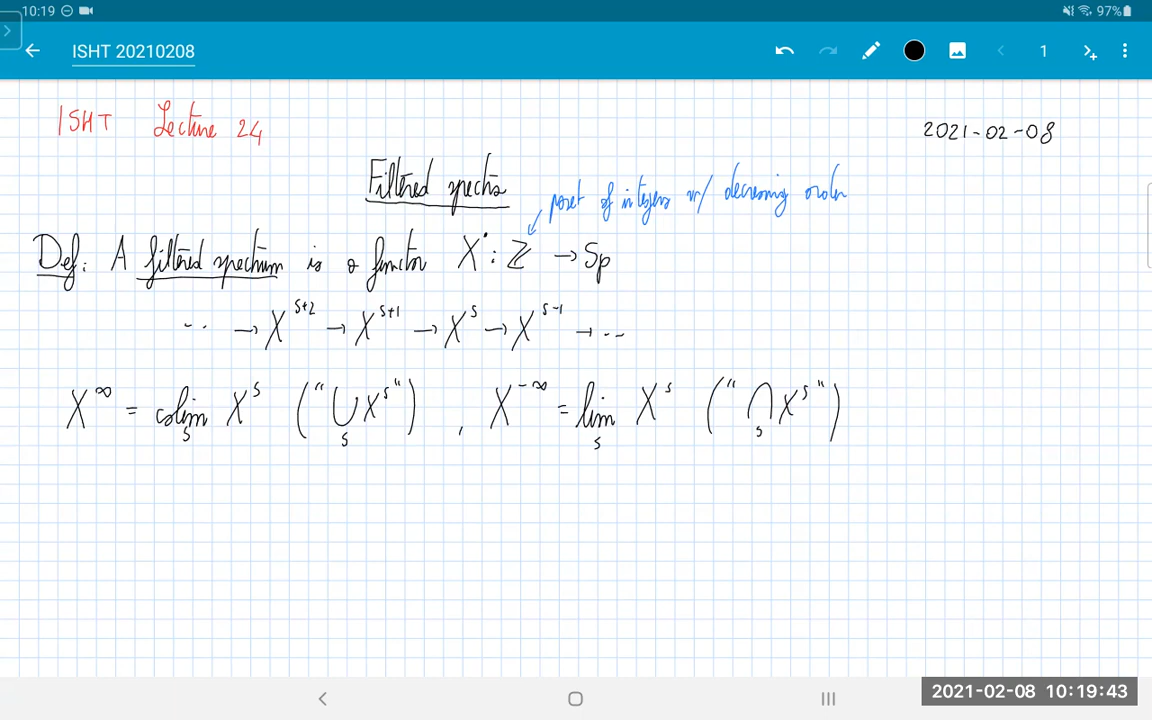 10:19 97%
ISHT 20210208 1
ISHT Lecture 24
2021-02-08
Filtered spectra
poset of integers w/ decreasing order
Def: A filtered spectrum is a functor X^• : ℤ → Sp
... → X^{s+2} → X^{s+1} → X^s → X^{s-1} → ...
X^∞ = colim_s X^s ("⋃_s X^s") , X^{-∞} = lim_s X^s ("⋂_s X^s")
2021-02-08 10:19:43